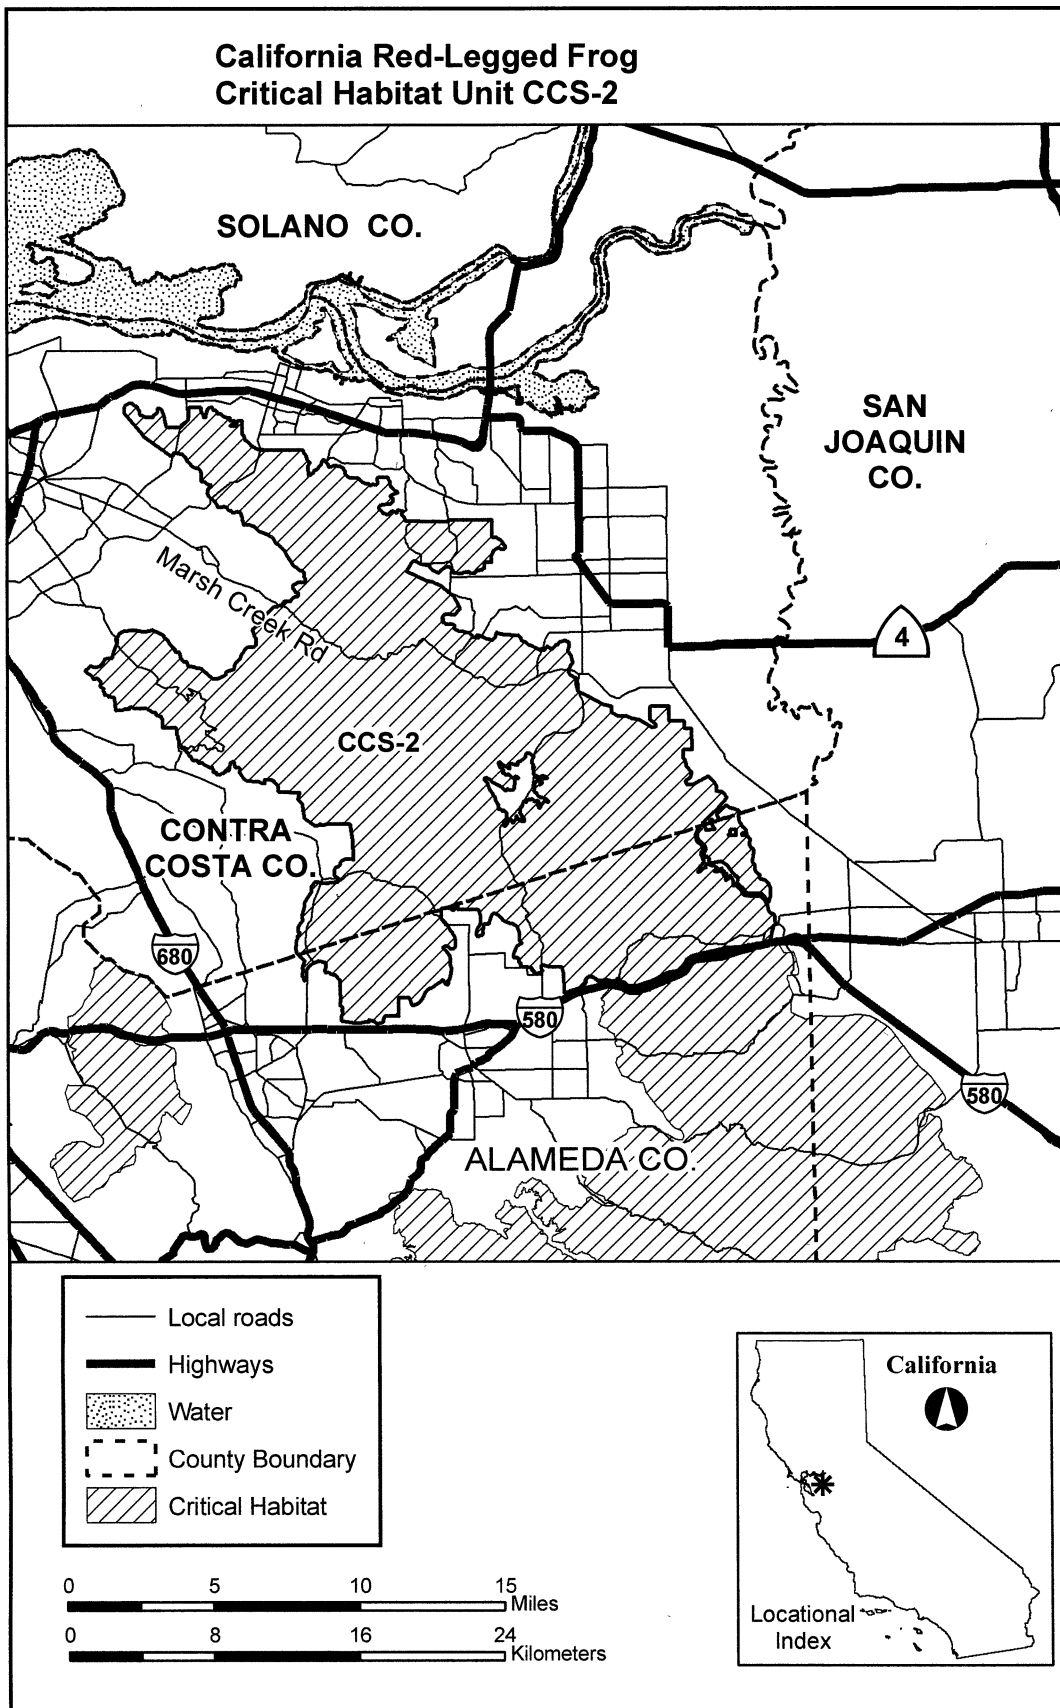 California Red-Legged Frog
Critical Habitat Unit CCS-2
SOLANO CO.
SAN
JOAQUIN
CO.
Marsh Creek Rd
4
CCS-2
CONTRA
COSTA CO.
680
580
580
ALAMEDA CO.
Local roads
Highways
Water
County Boundary
Critical Habitat
California
Locational
Index
0 5 10 15
Miles
0 8 16 24
Kilometers